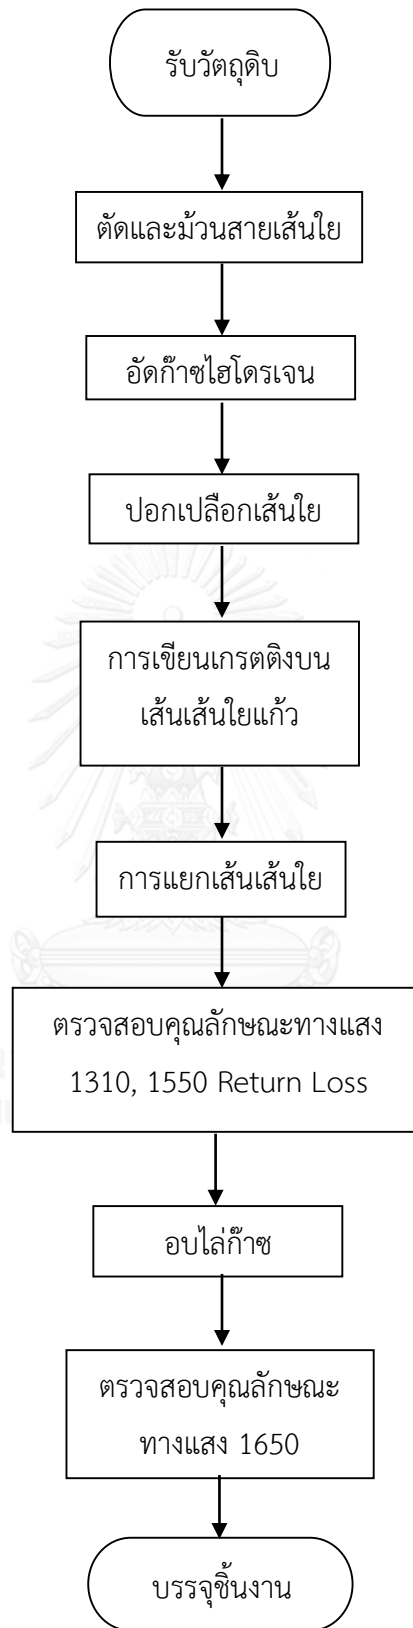 รับวัตถุดิบ
ตัดและม้วนสายเส้นใย
อัดก๊าซไฮโดรเจน
ปอกเปลือกเส้นใย
การเขียนเกรตติงบน
เส้นเส้นใยแก้ว
การแยกเส้นเส้นใย
ตรวจสอบคุณลักษณะทางแสง
1310, 1550 Return Loss
อบไล่ก๊าซ
ตรวจสอบคุณลักษณะ
ทางแสง 1650
บรรจุชิ้นงาน